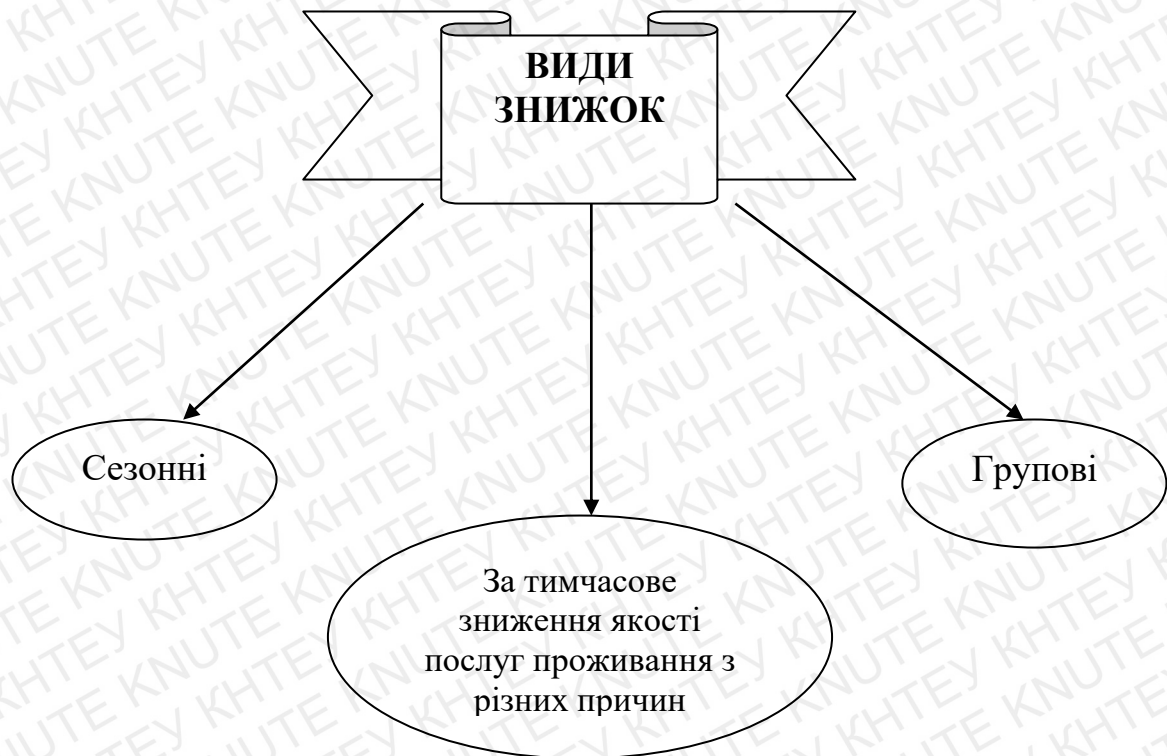 ВИДИ
ЗНИЖОК
Сезонні
Групові
За тимчасове
зниження якості
послуг проживання з
різних причин